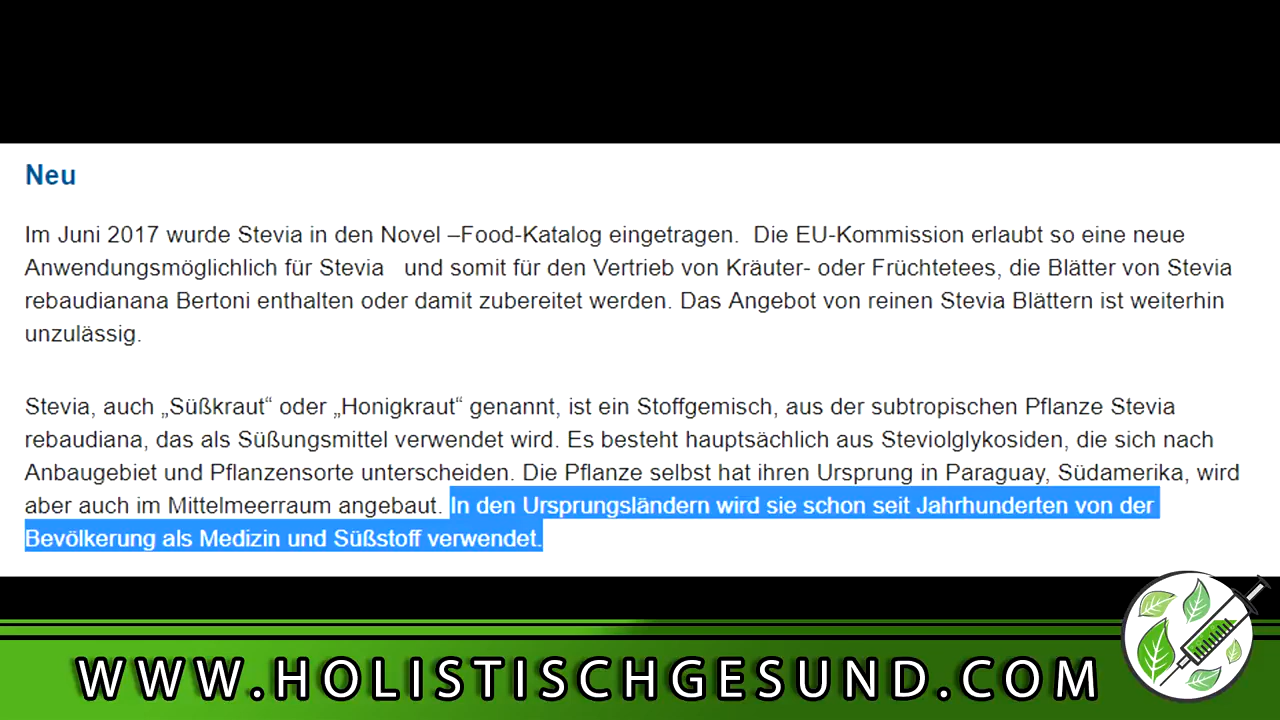 Neu
Im Juni 2017 wurde Stevia in den Novel –Food-Katalog eingetragen.  Die EU-Kommission erlaubt so eine neue
Anwendungsmöglichlich für Stevia   und somit für den Vertrieb von Kräuter- oder Früchtetees, die Blätter von Stevia
rebaudianana Bertoni enthalten oder damit zubereitet werden. Das Angebot von reinen Stevia Blättern ist weiterhin
unzulässig.
Stevia, auch „Süßkraut“ oder „Honigkraut“ genannt, ist ein Stoffgemisch, aus der subtropischen Pflanze Stevia
rebaudiana, das als Süßungsmittel verwendet wird. Es besteht hauptsächlich aus Steviolglykosiden, die sich nach
Anbaugebiet und Pflanzensorte unterscheiden. Die Pflanze selbst hat ihren Ursprung in Paraguay, Südamerika, wird
aber auch im Mittelmeerraum angebaut. In den Ursprungsländern wird sie schon seit Jahrhunderten von der
Bevölkerung als Medizin und Süßstoff verwendet.
WWW.HOLISTISCHGESUND.COM